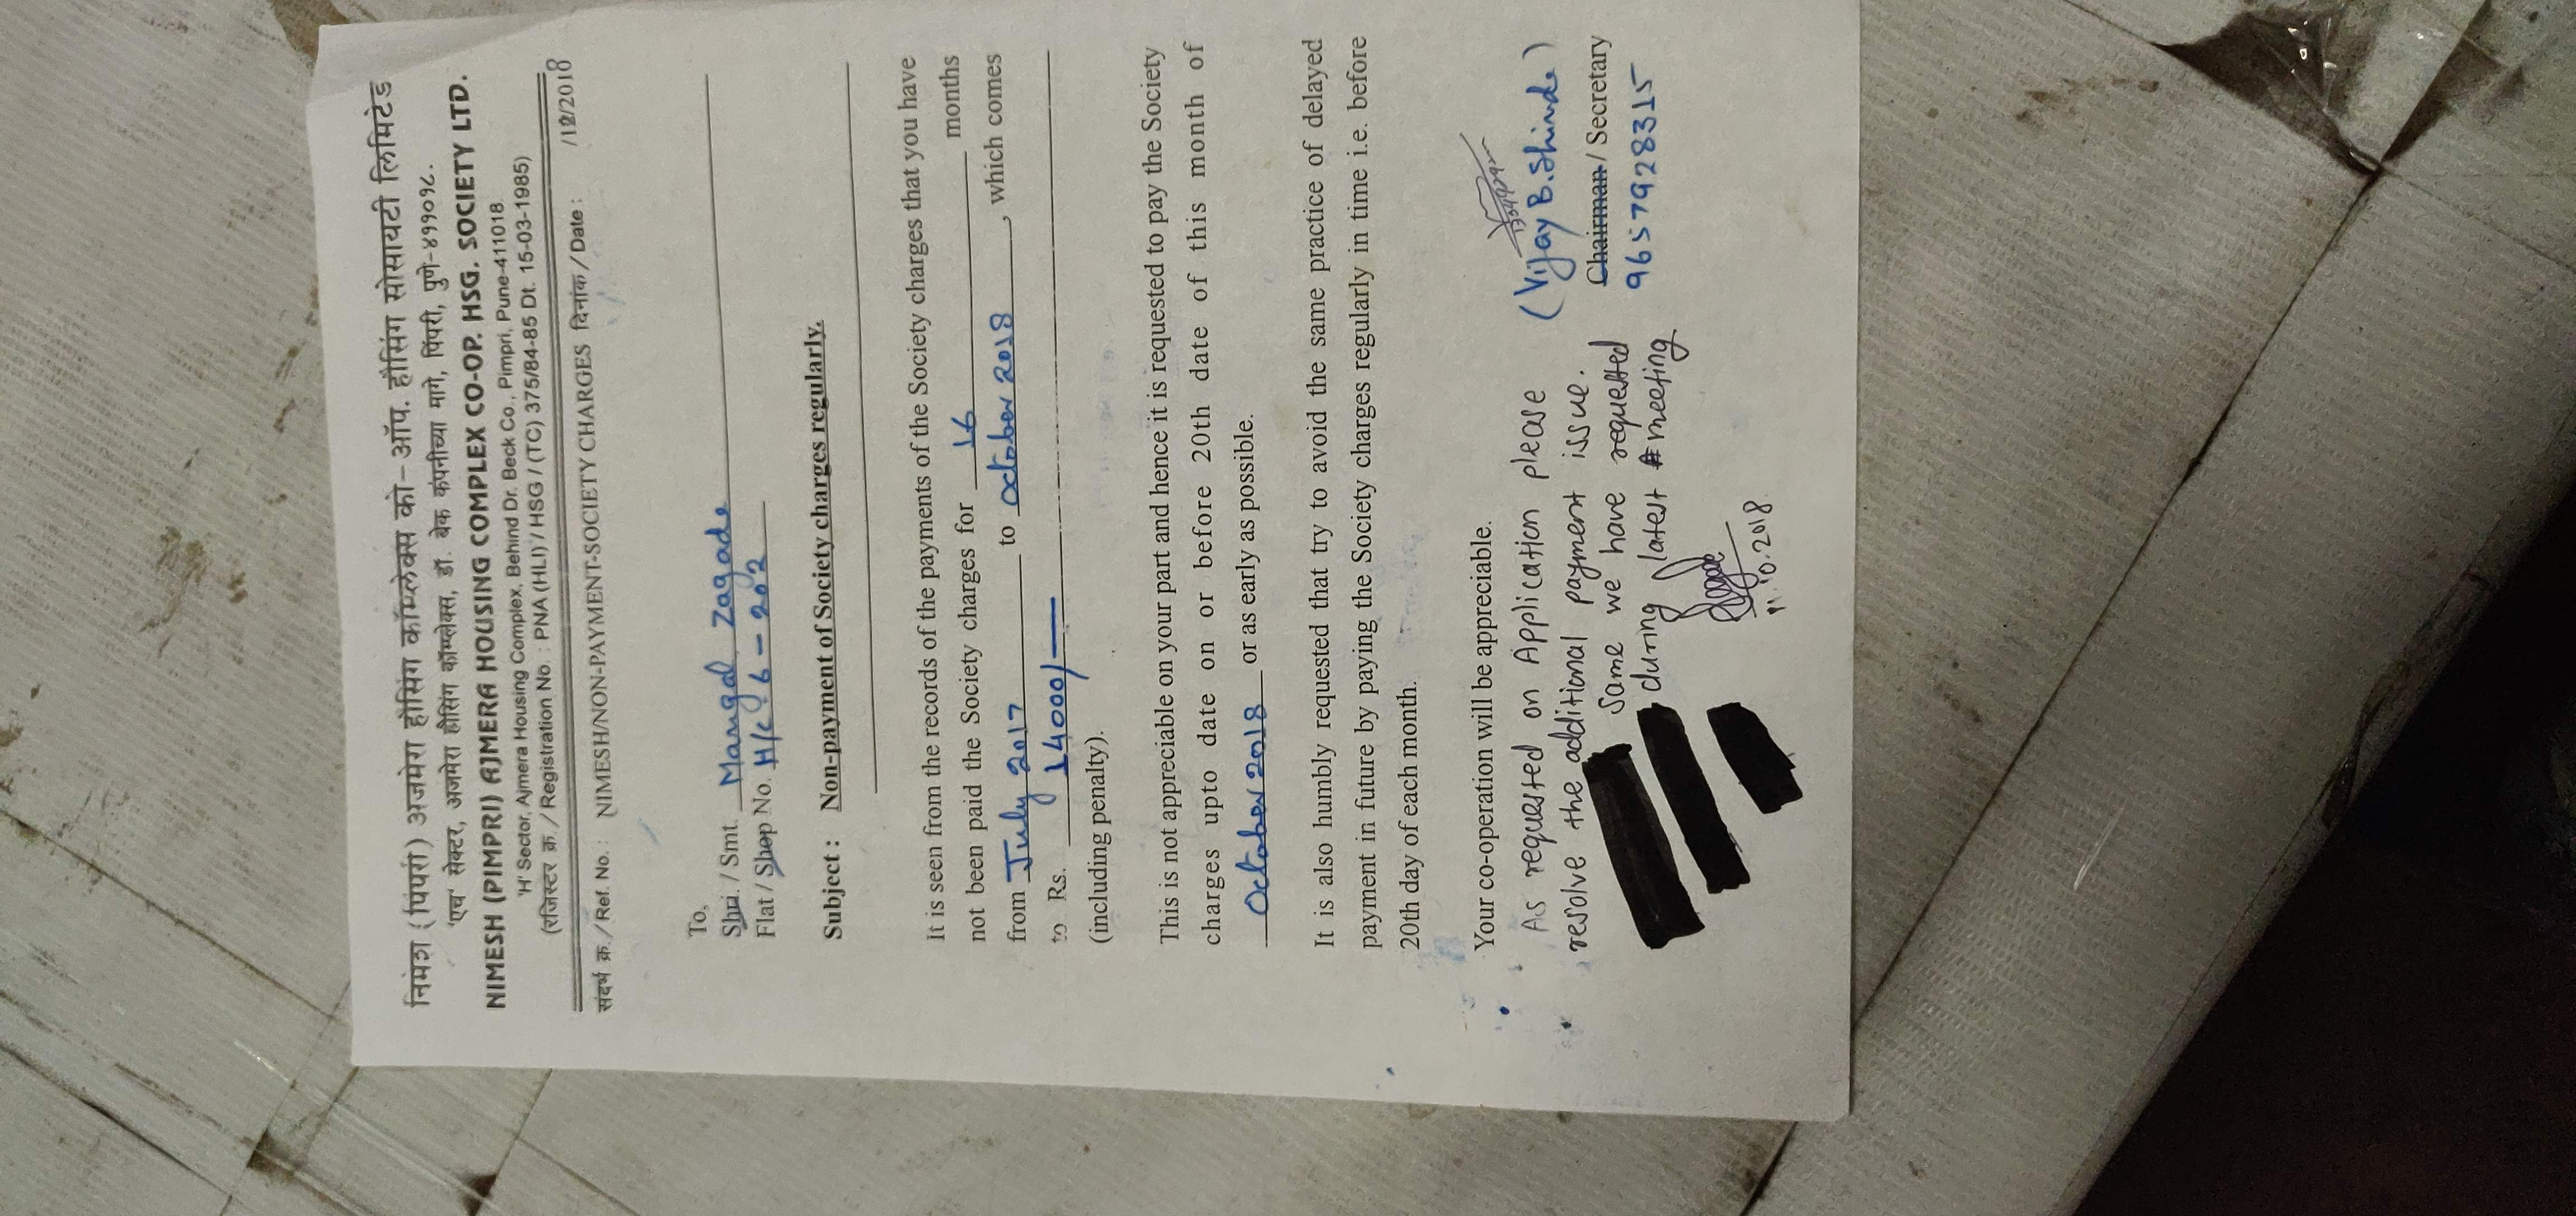 निमेश (पिंपरी) अजमेरा हौसिंग कॉम्प्लेक्स को-ऑप. हौसिंग सोसायटी लिमिटेड
'एच' सेक्टर, अजमेरा हौसिंग कॉम्प्लेक्स, डॉ. बेक कंपनीच्या मागे, पिंपरी, पुणे-४११०१८.
NIMESH (PIMPRI) AJMERA HOUSING COMPLEX CO-OP. HSG. SOCIETY LTD.
'H' Sector, Ajmera Housing Complex, Behind Dr. Beck Co., Pimpri, Pune-411018.
(रजिस्टर क्र. / Registration No. : PNA (HLI) / HSG / (TC) 375/84-85 Dt. 15-03-1985)
संदर्भ क्र. / Ref. No. : NIMESH/NON-PAYMENT-SOCIETY CHARGES दिनांक / Date : /2018
To,
Shri. / Smt. Mangal Zagade
Flat / Shop No. H/C-6-202
Subject : Non-payment of Society charges regularly.
It is seen from the records of the payments of the Society charges that you have
not been paid the Society charges for 16 months
from July 2017 to October 2018, which comes
to Rs. 14000/-
(including penalty).
This is not appreciable on your part and hence it is requested to pay the Society
charges upto date on or before 20th date of this month of
October 2018 or as early as possible.
It is also humbly requested that try to avoid the same practice of delayed
payment in future by paying the Society charges regularly in time i.e. before
20th day of each month.
Your co-operation will be appreciable.
As requested on Application please
resolve the additional payment issue.
Same we have requested
during latest meeting
11.10.2018
(Vijay B. Shinde)
Chairman / Secretary
9657928315